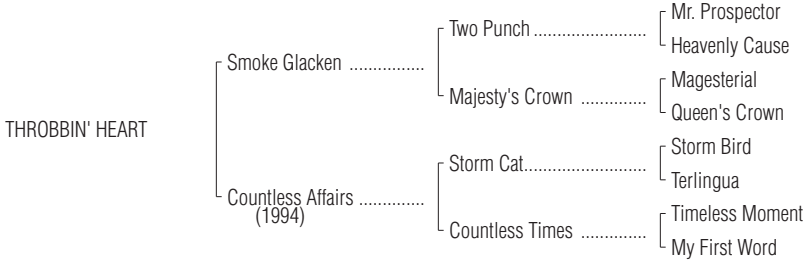 Mr. Prospector
Two Punch ........................
Heavenly Cause
Smoke Glacken ................
Magesterial
Majesty's Crown ..............
Queen's Crown
THROBBIN' HEART
Storm Bird
Storm Cat..........................
Terlingua
Countless Affairs ..............
(1994)
Timeless Moment
Countless Times ..............
My First Word